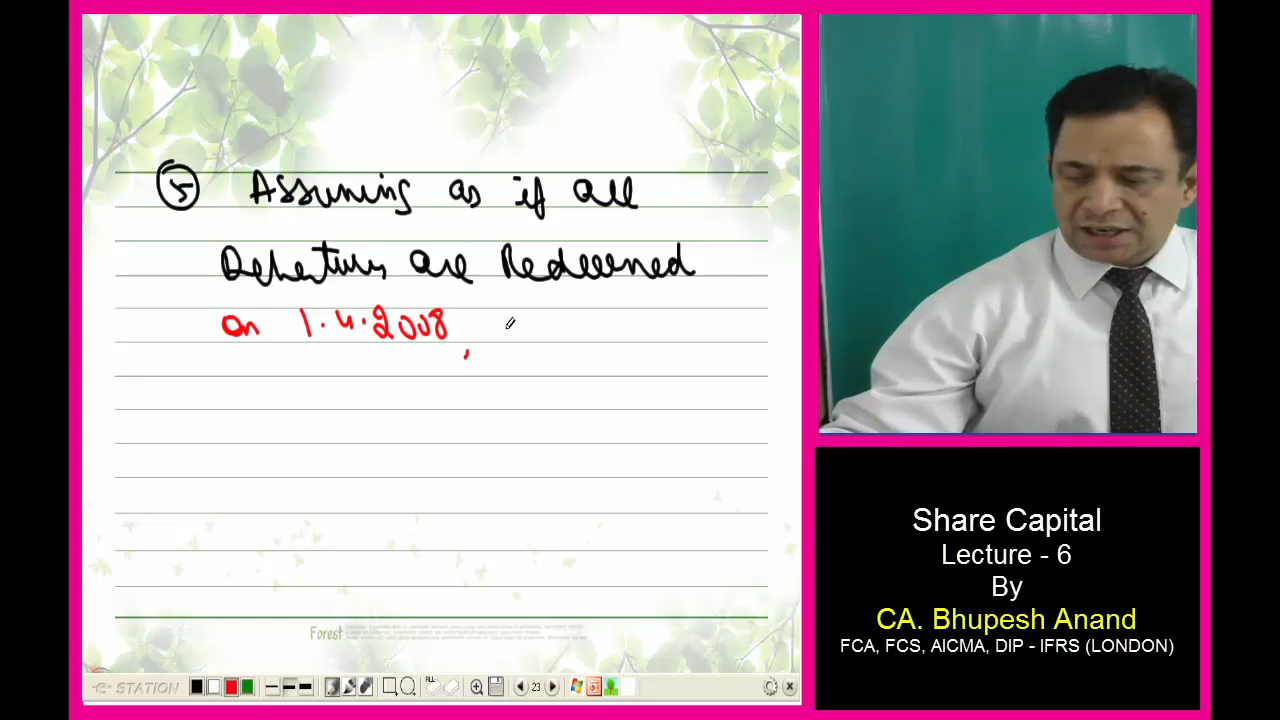 5 Assuming as if all
Debentures are Redeemed
on 1.4.2008,
Forest
e-STATION
ALL
23
Share Capital
Lecture - 6
By
CA. Bhupesh Anand
FCA, FCS, AICMA, DIP - IFRS (LONDON)